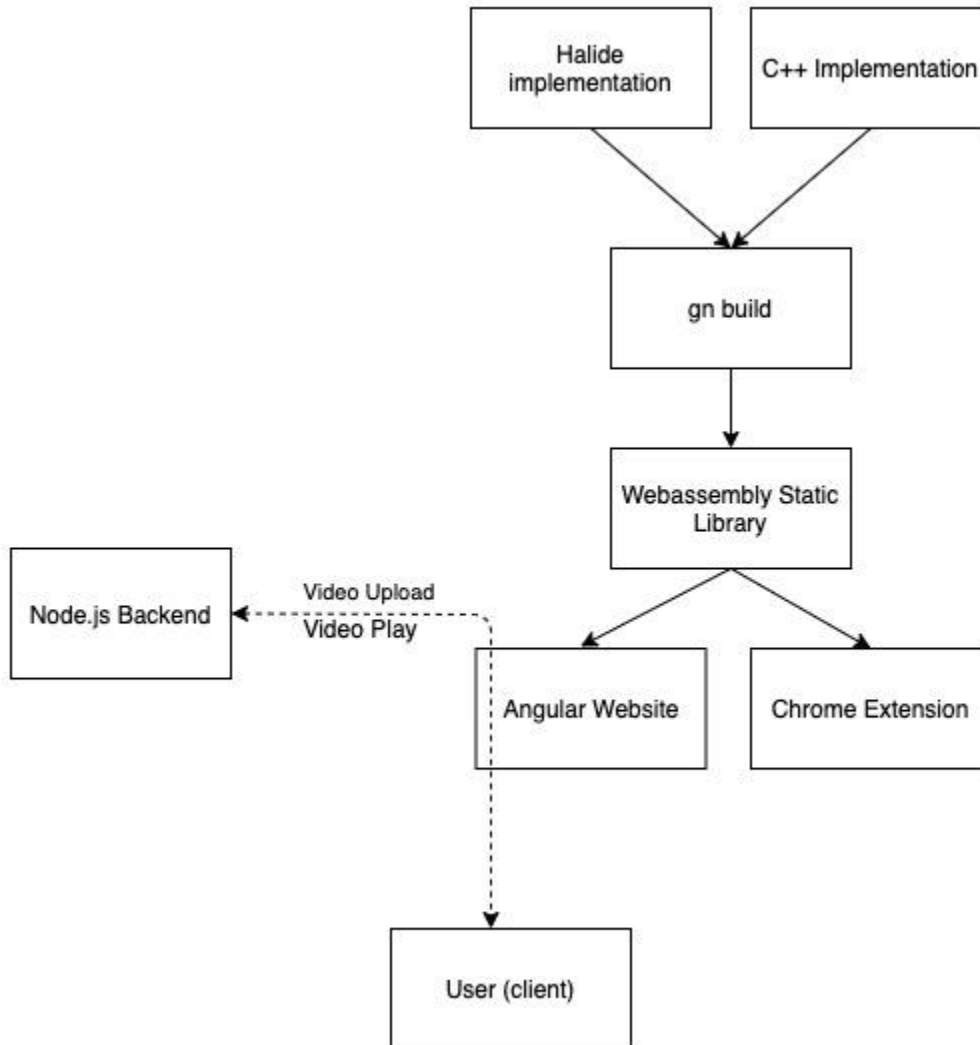 Halide
implementation
C++ Implementation
gn build
Webassembly Static
Library
Node.js Backend
Video Upload
Video Play
Angular Website
Chrome Extension
User (client)